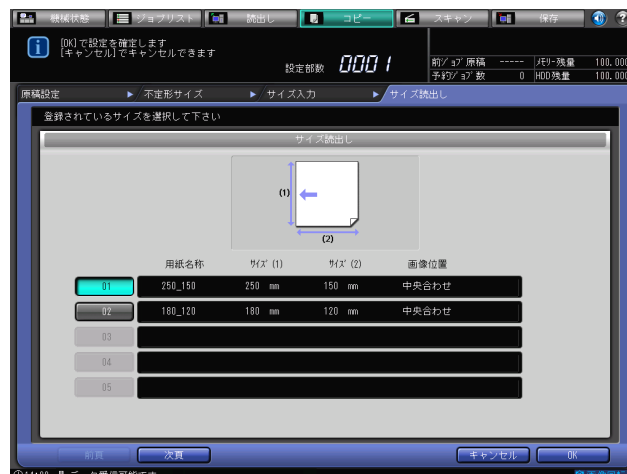 機械状態 ジョブリスト 読出し コピー スキャン 保存 ?
[OK]で設定を確定します
[キャンセル]でキャンセルできます
設定部数 0001
前ジョブ原稿 ----- メモリー残量 100.00
予約ジョブ数 0 HDD残量 100.00
原稿設定 不定形サイズ サイズ入力 サイズ読出し
登録されているサイズを選択して下さい
サイズ読出し
(1)
(2)
用紙名称 サイズ(1) サイズ(2) 画像位置
01 250_150 250 mm 150 mm 中央合わせ
02 180_120 180 mm 120 mm 中央合わせ
03
04
05
前頁 次頁 キャンセル OK